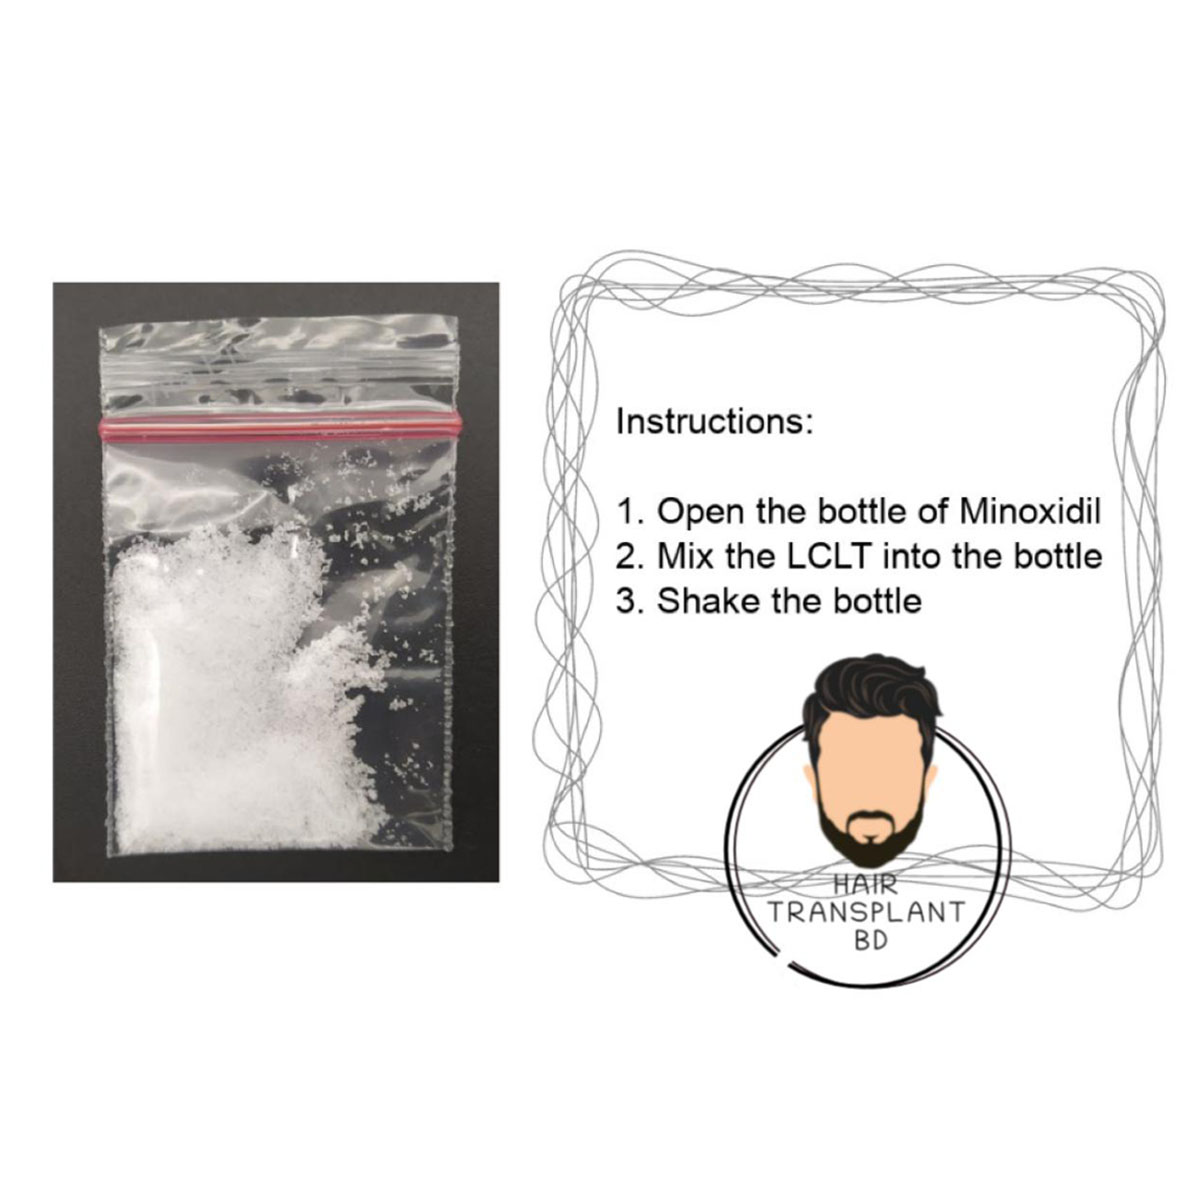 Instructions:
1. Open the bottle of Minoxidil
2. Mix the LCLT into the bottle
3. Shake the bottle
HAIR
TRANSPLANT
BD